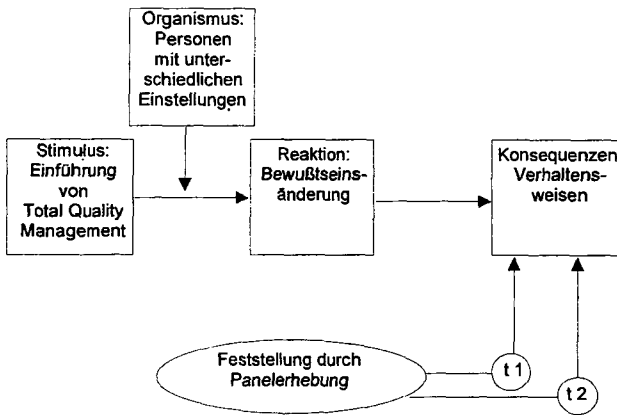 Organismus:
Personen
mit unter-
schiedlichen
Einstellungen
Stimulus:
Einführung
von
Total Quality
Management
Reaktion:
Bewußtseins-
änderung
Konsequenzen
Verhaltens-
weisen
Feststellung durch
Panelerhebung
t 1
t 2